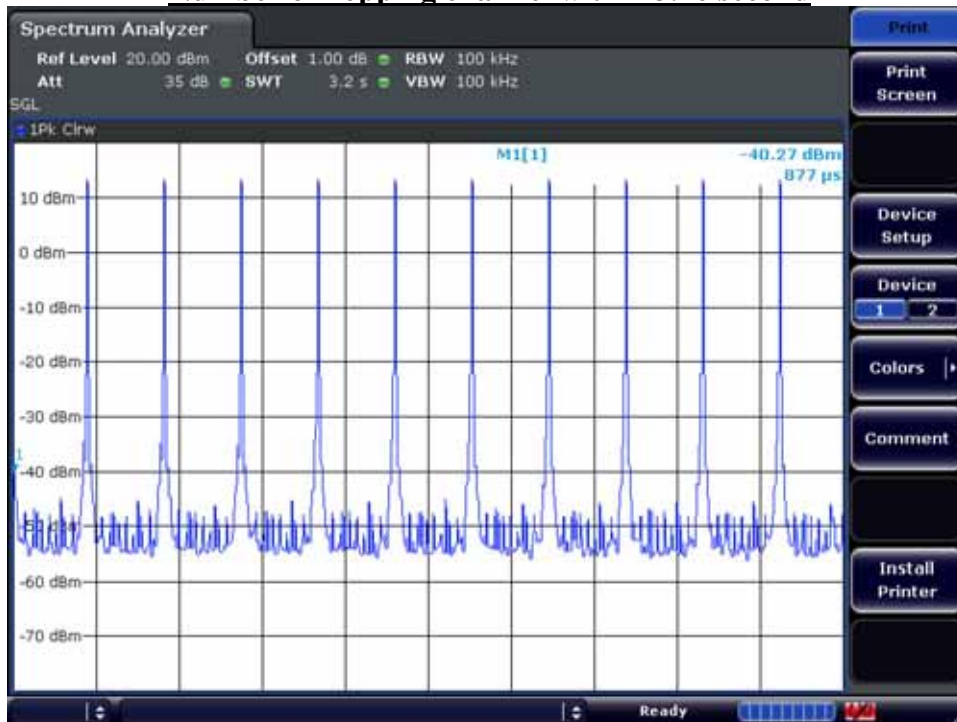 Spectrum Analyzer
Ref Level 20.00 dBm Offset 1.00 dB RBW 100 kHz
Att 35 dB SWT 3.2 s VBW 100 kHz
SGL
1Pk Clrw
M1[1] -40.27 dBm
877 µs
1
10 dBm
0 dBm
-10 dBm
-20 dBm
-30 dBm
-40 dBm
-60 dBm
-70 dBm
Print
Print
Screen
Device
Setup
Device
1 2
Colors
Comment
Install
Printer
Ready